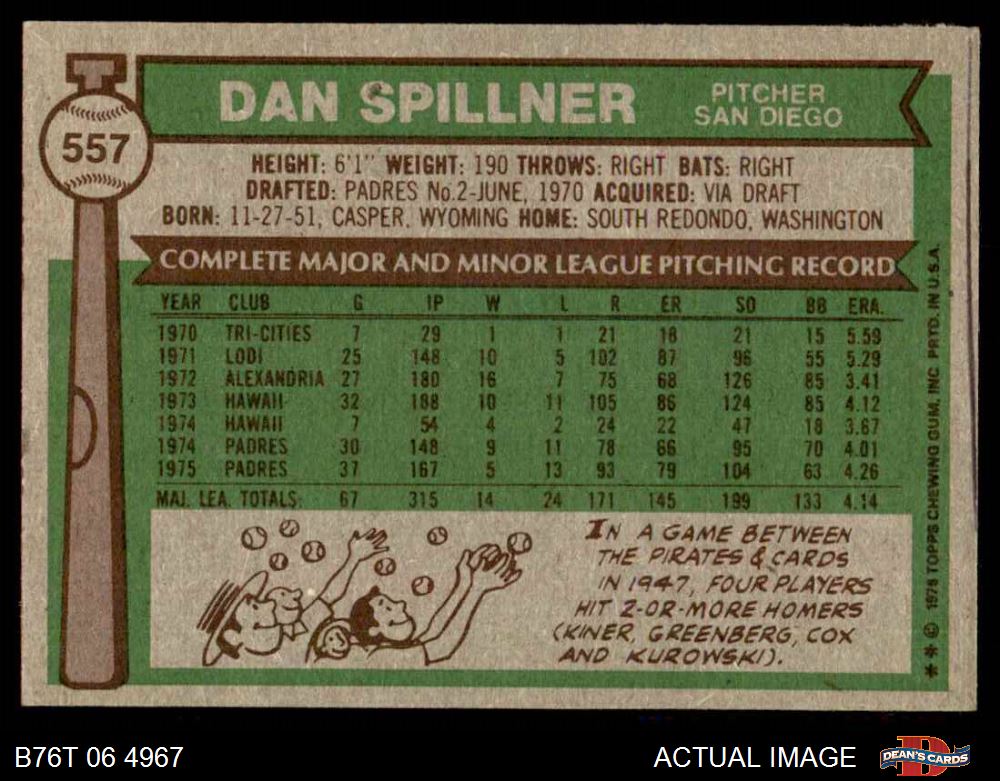 557
DAN SPILLNER
PITCHER
SAN DIEGO
HEIGHT: 6'1" WEIGHT: 190 THROWS: RIGHT BATS: RIGHT
DRAFTED: PADRES No.2-JUNE, 1970 ACQUIRED: VIA DRAFT
BORN: 11-27-51, CASPER, WYOMING HOME: SOUTH REDONDO, WASHINGTON
COMPLETE MAJOR AND MINOR LEAGUE PITCHING RECORD
YEAR CLUB G IP W L R ER SO BB ERA.
1970 TRI-CITIES 7 29 1 1 21 18 21 15 5.59
1971 LODI 25 148 10 5 102 87 96 55 5.29
1972 ALEXANDRIA 27 180 16 7 75 68 126 85 3.41
1973 HAWAII 32 188 10 11 105 86 124 85 4.12
1974 HAWAII 7 54 4 2 24 22 47 18 3.67
1974 PADRES 30 148 9 11 78 66 95 70 4.01
1975 PADRES 37 167 5 13 93 79 104 63 4.26
MAJ. LEA. TOTALS: 67 315 14 24 171 145 199 133 4.14
IN A GAME BETWEEN
THE PIRATES & CARDS
IN 1947, FOUR PLAYERS
HIT 2-OR-MORE HOMERS
(KINER, GREENBERG, COX
AND KUROWSKI).
** © 1976 TOPPS CHEWING GUM, INC PRTD. IN U.S.A.
B76T 06 4967
ACTUAL IMAGE
DEAN'S CARDS